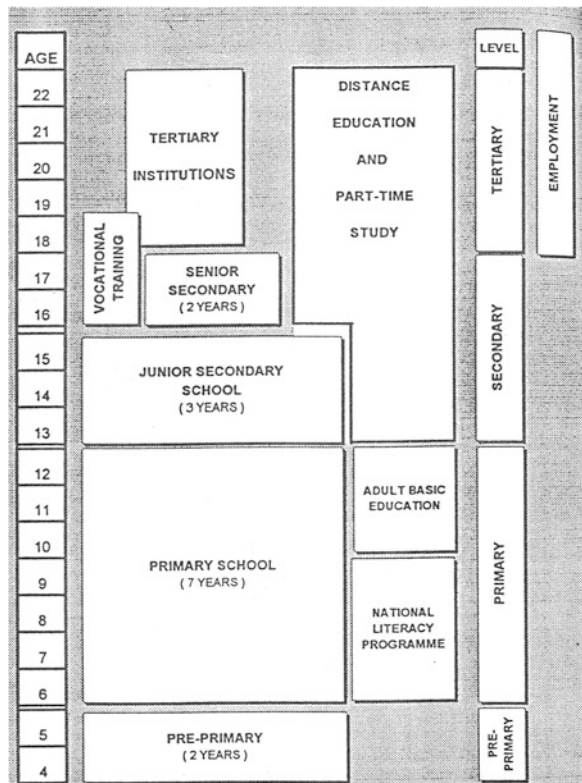 AGE
22
21
20
19
18
17
16
15
14
13
12
11
10
9
8
7
6
5
4
TERTIARY
INSTITUTIONS
VOCATIONAL
TRAINING
SENIOR
SECONDARY
( 2 YEARS )
JUNIOR SECONDARY
SCHOOL
( 3 YEARS )
PRIMARY SCHOOL
( 7 YEARS )
PRE-PRIMARY
( 2 YEARS )
DISTANCE
EDUCATION
AND
PART-TIME
STUDY
ADULT BASIC
EDUCATION
NATIONAL
LITERACY
PROGRAMME
LEVEL
TERTIARY
SECONDARY
PRIMARY
PRE-
PRIMARY
EMPLOYMENT